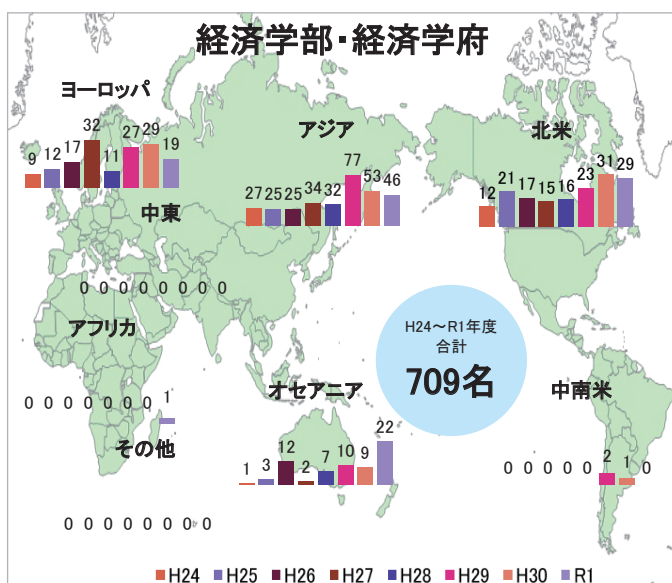 経済学部・経済学府
ヨーロッパ
9 12 17 32 11 27 29 19
アジア
27 25 25 34 32 77 53 46
北米
12 21 17 15 16 23 31 29
中東
0 0 0 0 0 0 0 0
アフリカ
0 0 0 0 0 0 0 1
H24～R1年度
合計
709名
オセアニア
1 3 12 2 7 10 9 22
中南米
0 0 0 0 0 2 1 0
その他
0 0 0 0 0 0 0 0
H24 H25 H26 H27 H28 H29 H30 R1